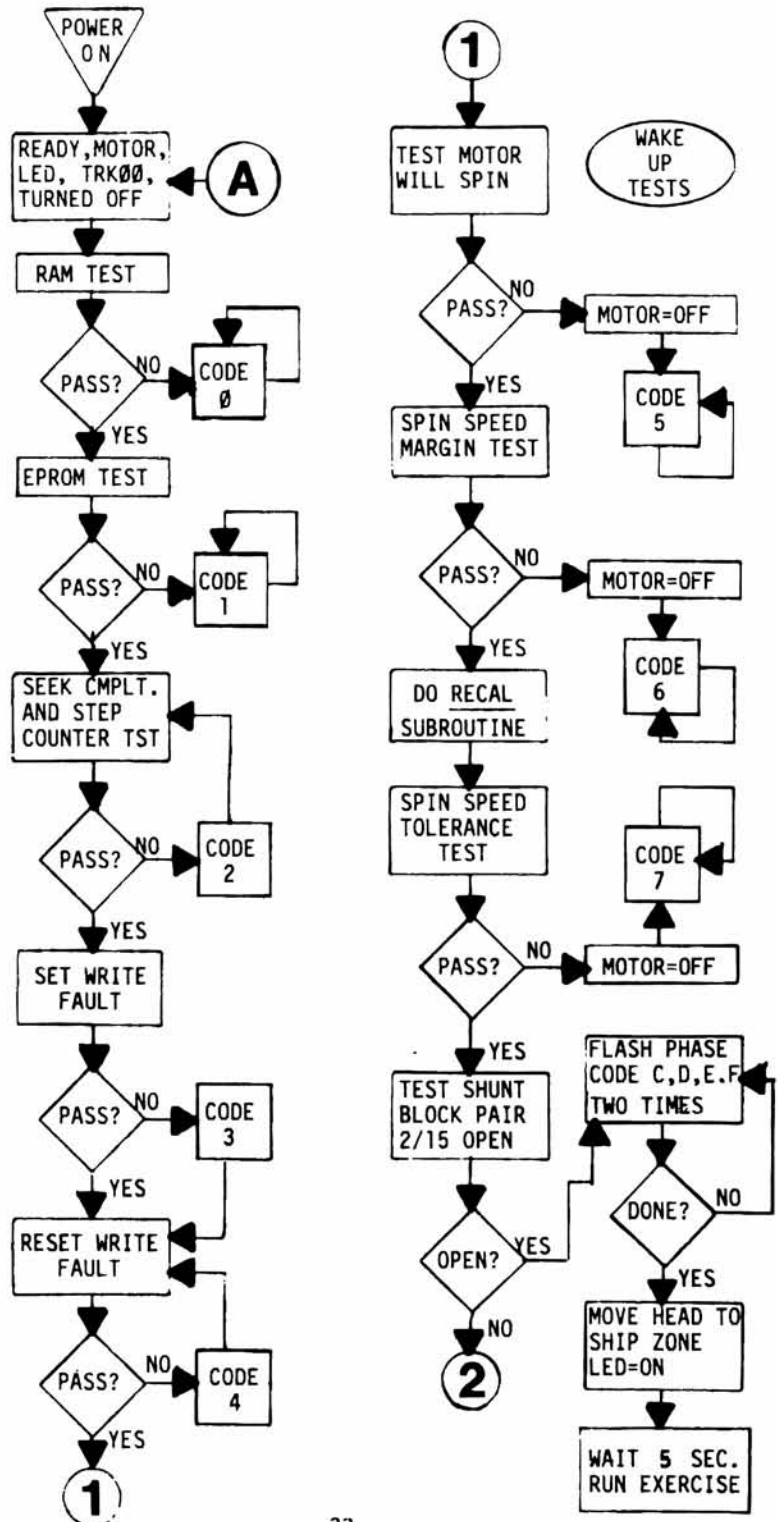 POWER
ON
READY,MOTOR,
LED, TRKØØ,
TURNED OFF
A
RAM TEST
PASS?
NO
CODE
Ø
YES
EPROM TEST
PASS?
NO
CODE
1
YES
SEEK CMPLT.
AND STEP
COUNTER TST
PASS?
NO
CODE
2
YES
SET WRITE
FAULT
PASS?
NO
CODE
3
YES
RESET WRITE
FAULT
PASS?
NO
CODE
4
YES
1
1
TEST MOTOR
WILL SPIN
WAKE
UP
TESTS
PASS?
NO
MOTOR=OFF
CODE
5
YES
SPIN SPEED
MARGIN TEST
PASS?
NO
MOTOR=OFF
CODE
6
YES
DO RECAL
SUBROUTINE
SPIN SPEED
TOLERANCE
TEST
CODE
7
PASS?
NO
MOTOR=OFF
YES
TEST SHUNT
BLOCK PAIR
2/15 OPEN
OPEN?
YES
NO
2
FLASH PHASE
CODE C,D,E.F
TWO TIMES
DONE?
NO
YES
MOVE HEAD TO
SHIP ZONE
LED=ON
WAIT 5 SEC.
RUN EXERCISE